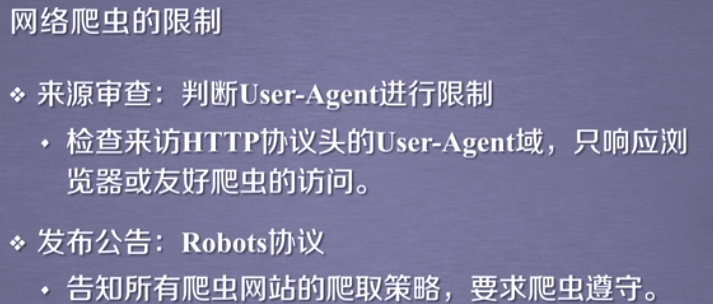 网络爬虫的限制
❖ 来源审查：判断User-Agent进行限制
• 检查来访HTTP协议头的User-Agent域，只响应浏
览器或友好爬虫的访问。
❖ 发布公告：Robots协议
• 告知所有爬虫网站的爬取策略，要求爬虫遵守。